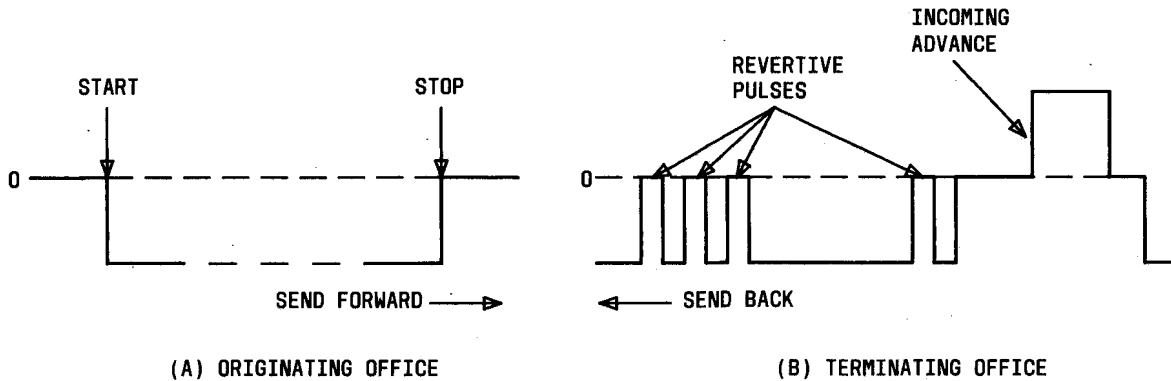 START
STOP
0
SEND FORWARD
(A) ORIGINATING OFFICE
INCOMING
ADVANCE
REVERTIVE
PULSES
0
SEND BACK
(B) TERMINATING OFFICE